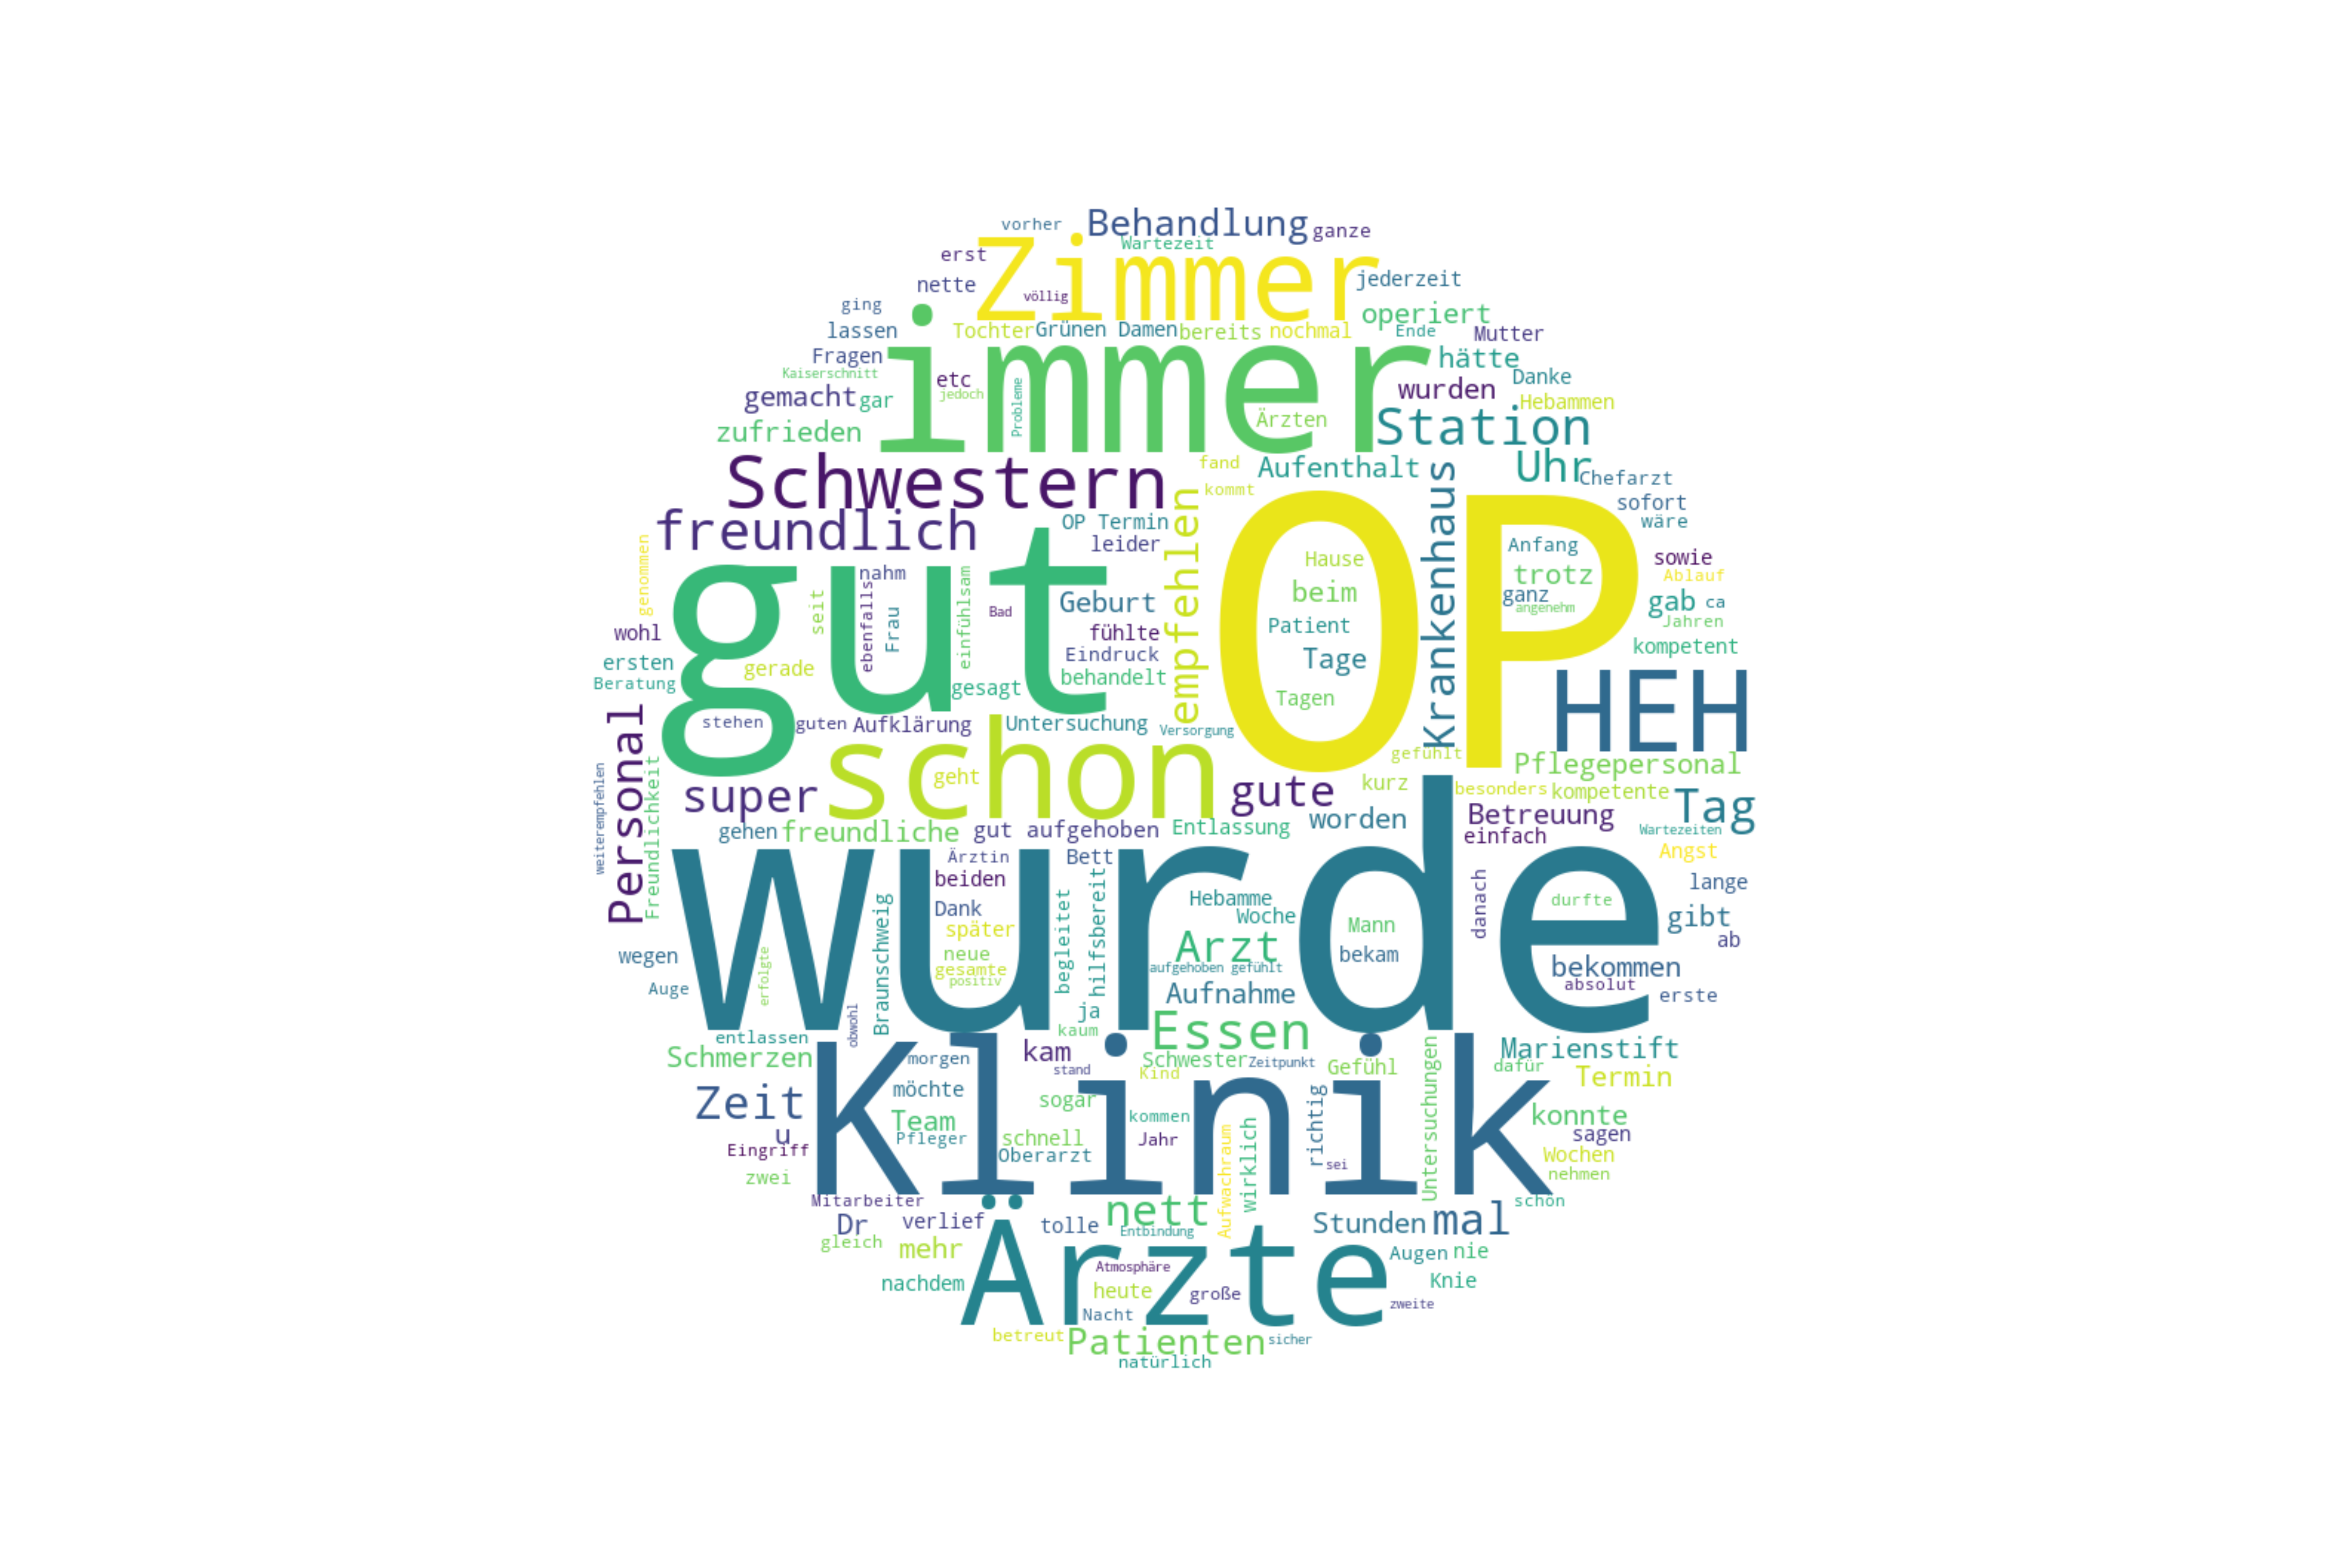 vorher
Behandlung
ganze
Wartezeit
erst
Zimmer
nette
völlig
jederzeit
ging
operiert
lassen
Tochter
Grünen Damen
bereits
nochmal
Ende
Mutter
Fragen
immer
hätte
Kaiserschnitt
etc
jedoch
Probleme
wurden
Danke
gemacht
gar
Hebammen
Ärzten
Station
zufrieden
Schwestern
fand
Aufenthalt
Krankenhaus
Uhr
Chefarzt
kommt
sofort
freundlich
OP Termin
empfehlen
OP
wäre
leider
Anfang
genommen
gut
nahm
Hause
sowie
seit
ebenfalls
Frau
einfühlsam
Bad
Geburt
beim
trotz
Ablauf
ganz
angenehm
gab
ca
Jahren
wohl
fühlte
Patient
kompetent
ersten
gerade
Eindruck
Tage
Beratung
gesagt
behandelt
Tagen
HEH
Personal
stehen
guten
Aufklärung
Untersuchung
Versorgung
weiterempfehlen
Freundlichkeit
schon
geht
gefühlt
Pflegepersonal
super
gute
kurz
besonders
kompetente
Tag
gehen
freundliche
gut aufgehoben
Entlassung
worden
Betreuung
einfach
Wartezeiten
wurde
Ärztin
Bett
Angst
beiden
hilfsbereit
Hebamme
danach
durfte
lange
Braunschweig
Dank
begleitet
Woche
Mann
gibt
später
Arzt
ab
wegen
erfolgte
neue
bekam
gesamte
aufgehoben gefühlt
bekommen
positiv
Auge
Aufnahme
absolut
erste
obwohl
ja
entlassen
kaum
Essen
Schmerzen
Klinik
morgen
kam
Schwester
Zeitpunkt
Gefühl
Untersuchungen
Marienstift
dafür
stand
Kind
Termin
Zeit
möchte
sogar
richtig
Team
kommen
konnte
u
Pfleger
schnell
Jahr
Aufwachraum
wirklich
sagen
Eingriff
Oberarzt
sei
Wochen
zwei
nehmen
Mitarbeiter
schön
Dr
verlief
tolle
nett
Entbindung
Stunden
mal
gleich
mehr
Ärzte
Augen
nie
nachdem
Atmosphäre
heute
große
Knie
Nacht
zweite
betreut
Patienten
sicher
natürlich